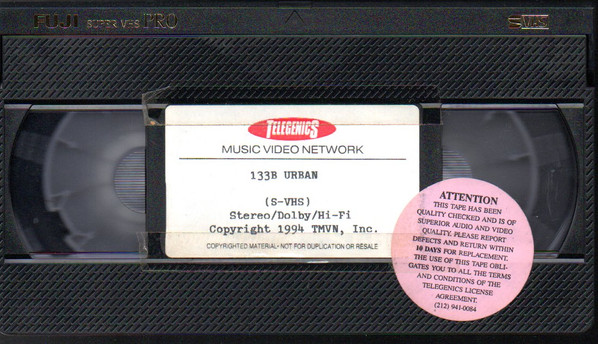 FUJI SUPER VHS PRO
SVHS
TELEGENICS
MUSIC VIDEO NETWORK
133B URBAN
(S-VHS)
Stereo/Dolby/Hi-Fi
Copyright 1994 TMVN, Inc.
COPYRIGHTED MATERIAL- NOT FOR DUPLICATION OR RESALE
ATTENTION
THIS TAPE HAS BEEN
QUALITY CHECKED AND IS OF
SUPERIOR AUDIO AND VIDEO
QUALITY, PLEASE REPORT
DEFECTS AND RETURN WITHIN
10 DAYS FOR REPLACEMENT.
THE USE OF THIS TAPE OBLI-
GATES YOU TO ALL THE TERMS
AND CONDITIONS OF THE
TELEGENICS LICENSE
AGREEMENT.
(212) 941-0084